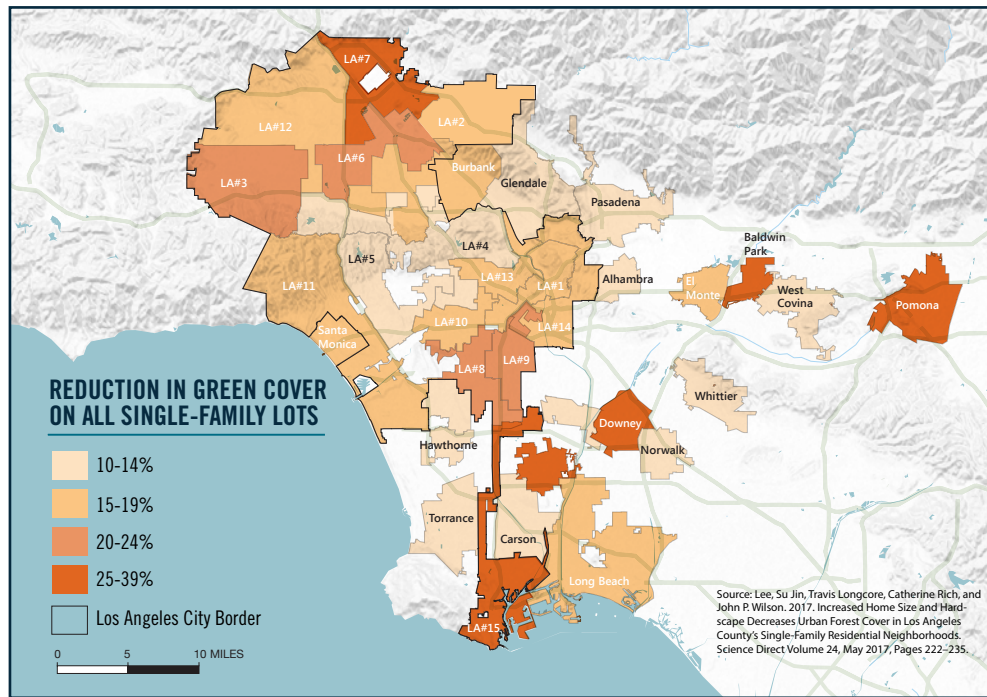 LA#7
LA#12
LA#2
LA#6
LA#3
Burbank
Glendale
Pasadena
LA#4
LA#5
Baldwin
Park
LA#13
LA#1
Alhambra
El
Monte
West
Covina
Pomona
LA#11
Santa
Monica
LA#10
LA#14
LA#8
LA#9
Whittier
Downey
Hawthorne
Norwalk
Torrance
Carson
Long Beach
LA#15
REDUCTION IN GREEN COVER
ON ALL SINGLE-FAMILY LOTS
10-14%
15-19%
20-24%
25-39%
Los Angeles City Border
0 5 10 MILES
Source: Lee, Su Jin, Travis Longcore, Catherine Rich, and
John P. Wilson. 2017. Increased Home Size and Hard-
scape Decreases Urban Forest Cover in Los Angeles
County's Single-Family Residential Neighborhoods.
Science Direct Volume 24, May 2017, Pages 222–235.